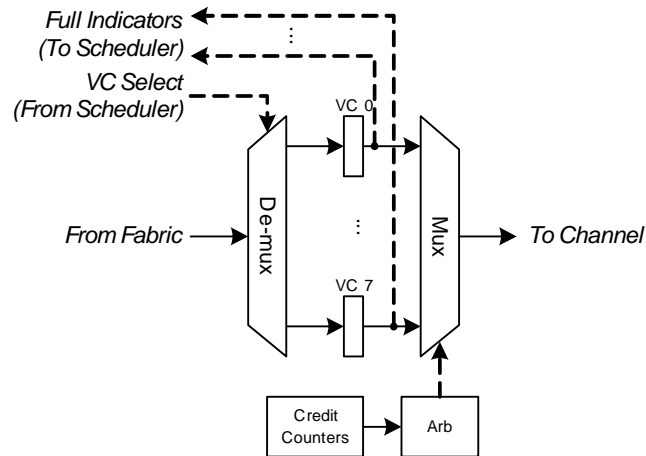 Full Indicators
(To Scheduler)
...
VC Select
(From Scheduler)
VC 0
From Fabric
De-mux
...
Mux
To Channel
VC 7
Credit
Counters
Arb